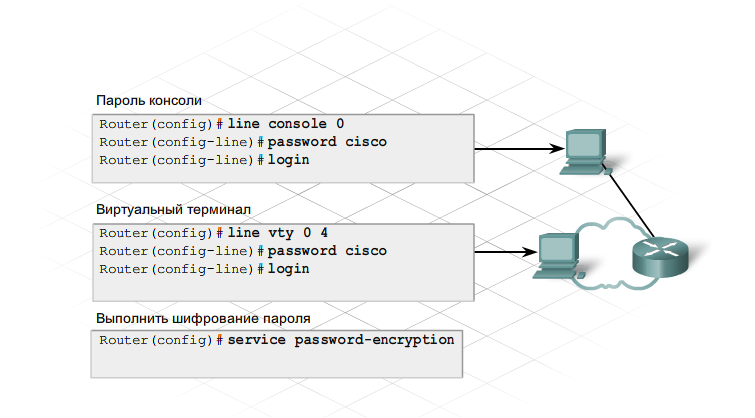 Пароль консоли
Router(config)#line console 0
Router(config-line)#password cisco
Router(config-line)#login
Виртуальный терминал
Router(config)#line vty 0 4
Router(config-line)#password cisco
Router(config-line)#login
Выполнить шифрование пароля
Router(config)#service password-encryption